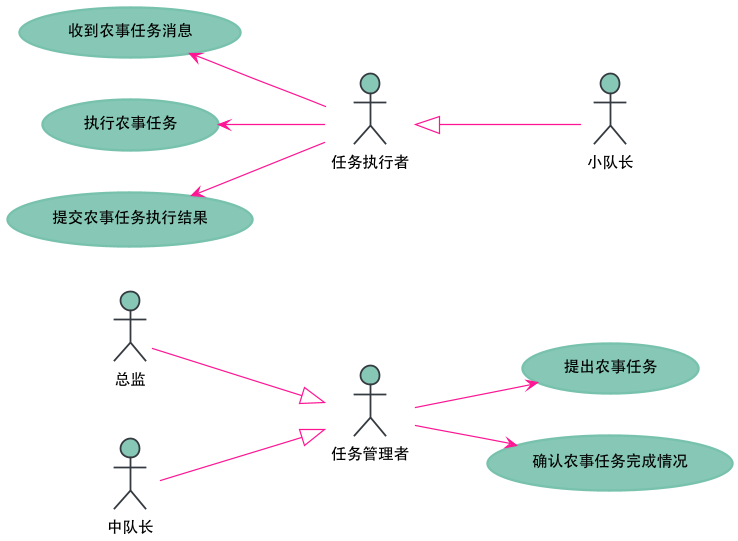 收到农事任务消息
执行农事任务
提交农事任务执行结果
任务执行者
小队长
总监
中队长
任务管理者
提出农事任务
确认农事任务完成情况